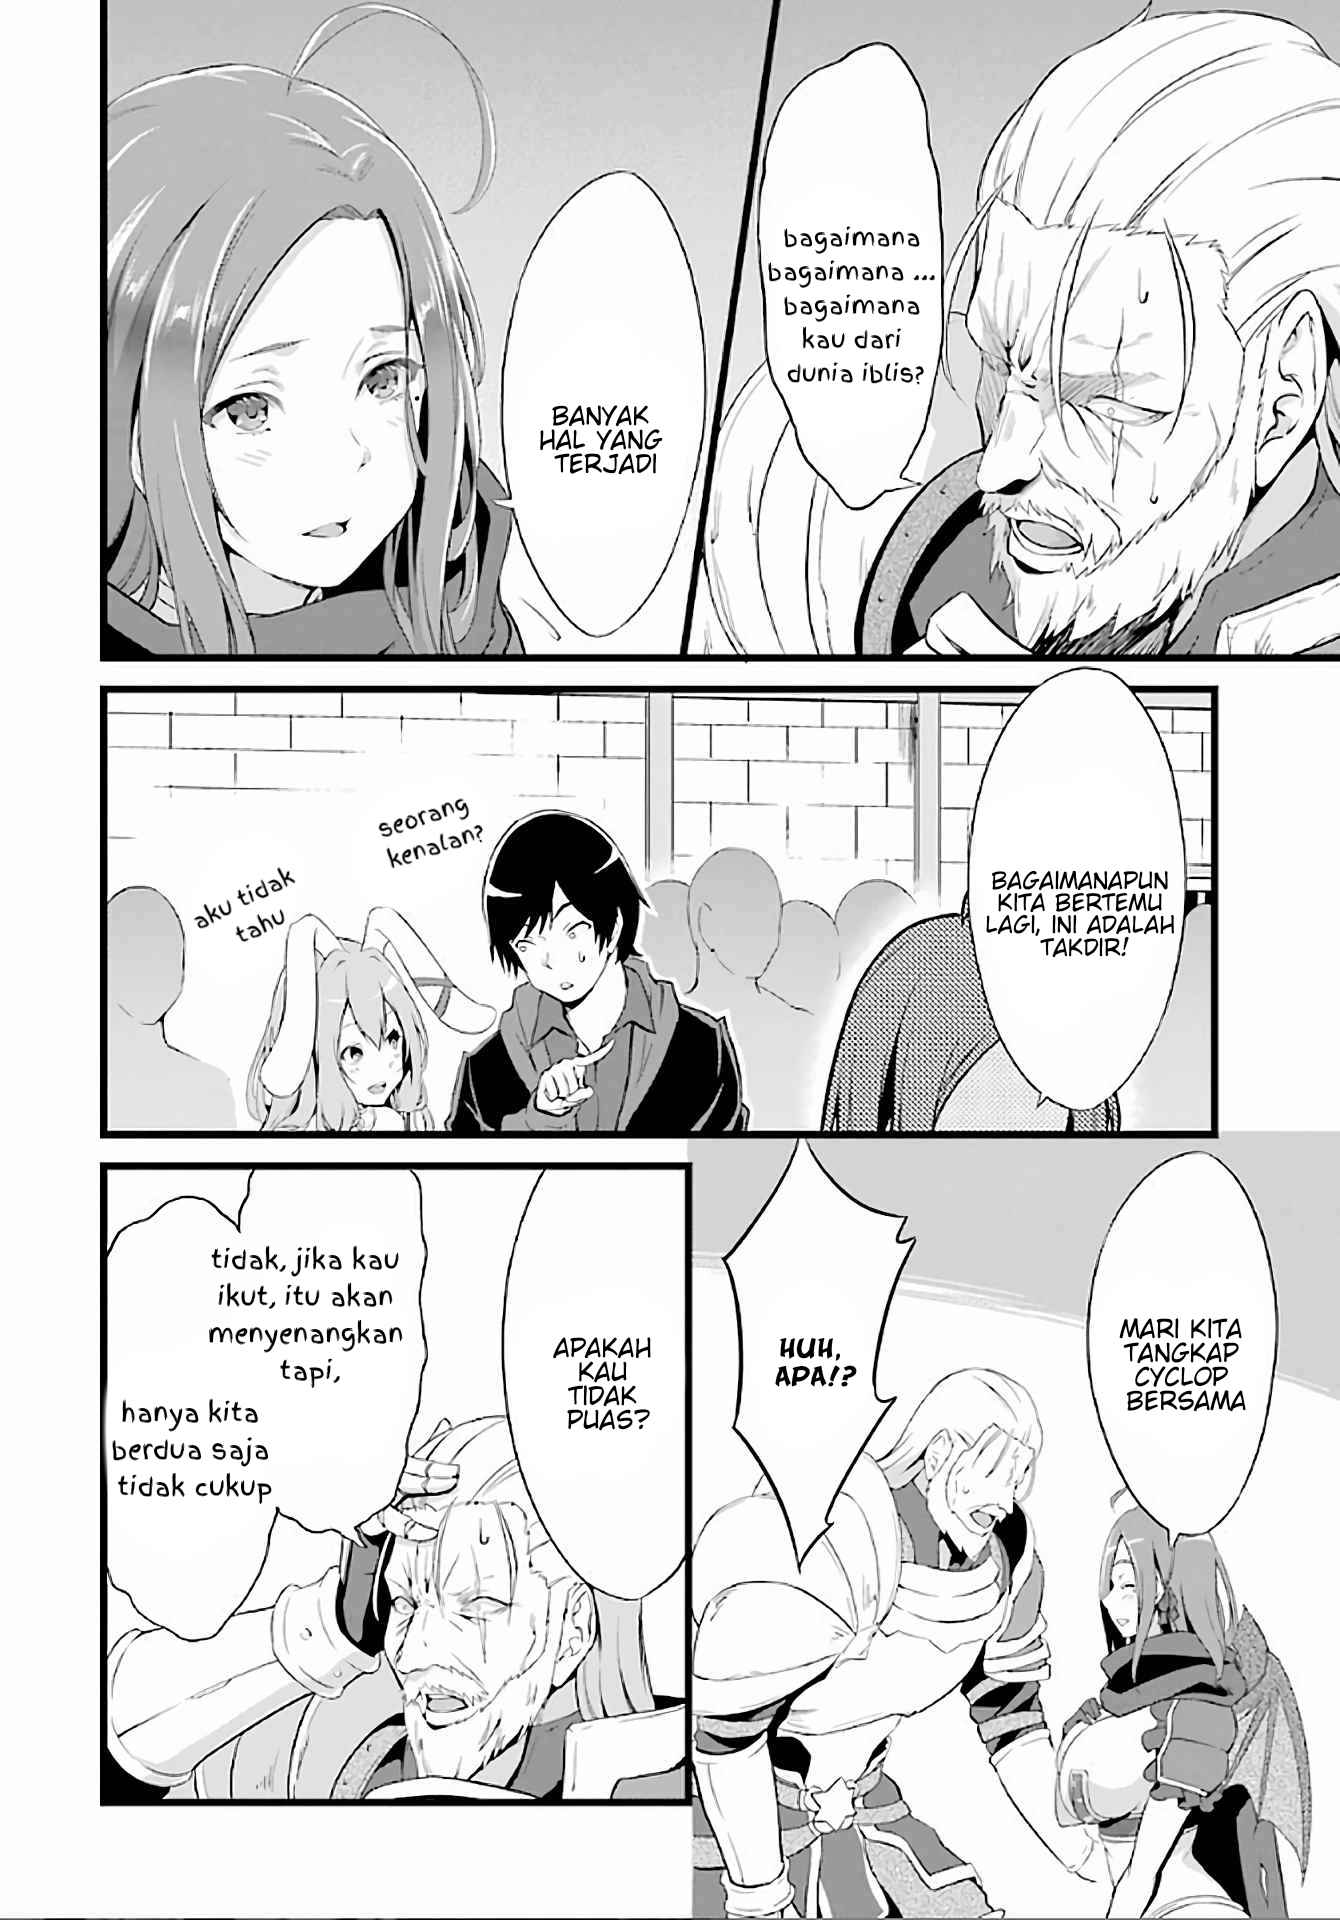 bagaimana
bagaimana ...
bagaimana
kau dari
dunia iblis?
BANYAK
HAL YANG
TERJADI
BAGAIMANAPUN
KITA BERTEMU
LAGI, INI ADALAH
TAKDIR!
seorang
kenalan?
aku tidak
tahu
MARI KITA
TANGKAP
CYCLOP
BERSAMA
HUH,
APA!?
APAKAH
KAU
TIDAK
PUAS?
tidak, jika kau
ikut, itu akan
menyenangkan
tapi,
hanya kita
berdua saja
tidak cukup